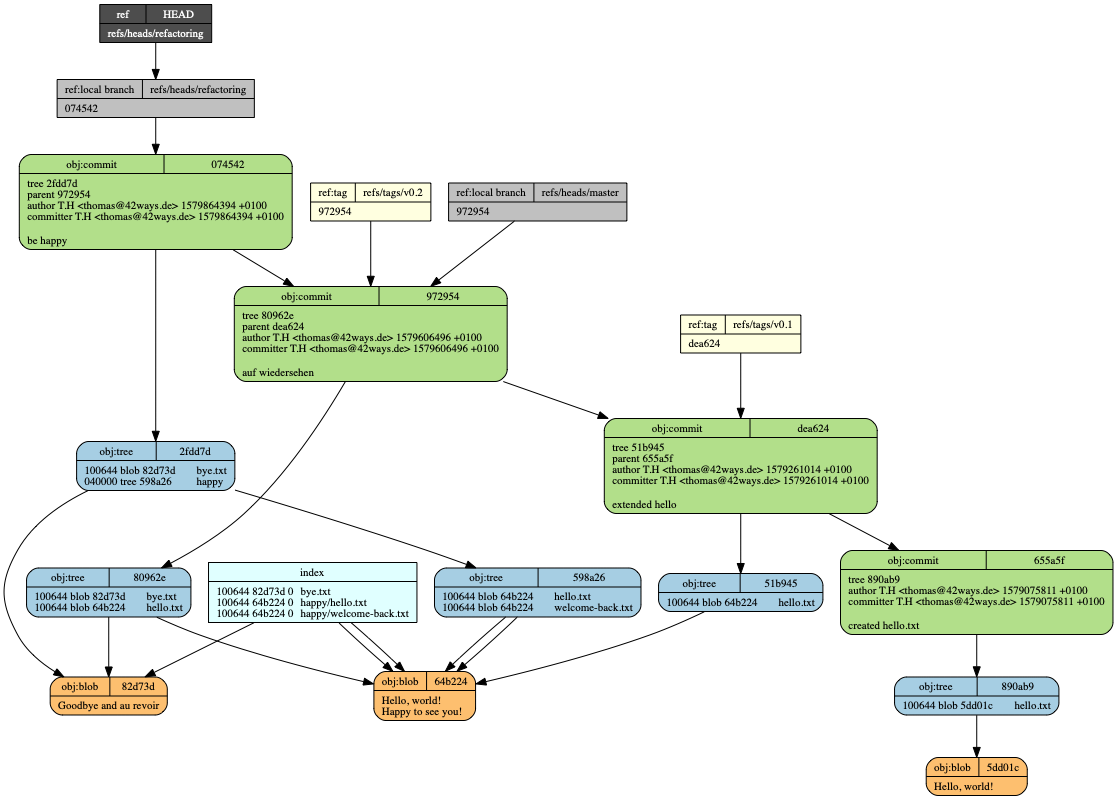 ref HEAD
refs/heads/refactoring
ref:local branch refs/heads/refactoring
074542
obj:commit 074542
tree 2fdd7d
parent 972954
author T.H <thomas@42ways.de> 1579864394 +0100
committer T.H <thomas@42ways.de> 1579864394 +0100
be happy
ref:tag refs/tags/v0.2
972954
ref:local branch refs/heads/master
972954
obj:commit 972954
tree 80962e
parent dea624
author T.H <thomas@42ways.de> 1579606496 +0100
committer T.H <thomas@42ways.de> 1579606496 +0100
auf wiedersehen
ref:tag refs/tags/v0.1
dea624
obj:commit dea624
tree 51b945
parent 655a5f
author T.H <thomas@42ways.de> 1579261014 +0100
committer T.H <thomas@42ways.de> 1579261014 +0100
extended hello
obj:tree 2fdd7d
100644 blob 82d73d bye.txt
040000 tree 598a26 happy
obj:commit 655a5f
tree 890ab9
author T.H <thomas@42ways.de> 1579075811 +0100
committer T.H <thomas@42ways.de> 1579075811 +0100
created hello.txt
obj:tree 80962e
100644 blob 82d73d bye.txt
100644 blob 64b224 hello.txt
index
100644 82d73d 0 bye.txt
100644 64b224 0 happy/hello.txt
100644 64b224 0 happy/welcome-back.txt
obj:tree 598a26
100644 blob 64b224 hello.txt
100644 blob 64b224 welcome-back.txt
obj:tree 51b945
100644 blob 64b224 hello.txt
obj:blob 82d73d
Goodbye and au revoir
obj:blob 64b224
Hello, world!
Happy to see you!
obj:tree 890ab9
100644 blob 5dd01c hello.txt
obj:blob 5dd01c
Hello, world!